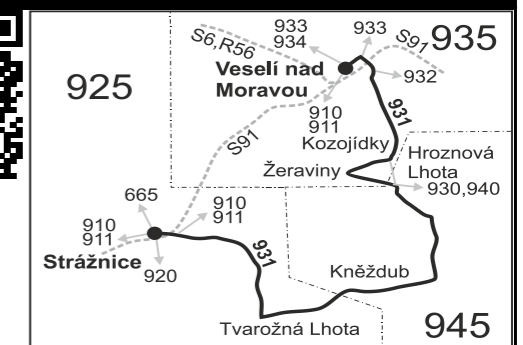 933
933
934
S6,R56
S91
935
Veselí nad
Moravou
932
925
910
911
931
Kozojídky
S91
Hroznová
Lhota
Žeraviny
930,940
665
910
911
910
911
931
Strážnice
920
Kněždub
Tvarožná Lhota
945